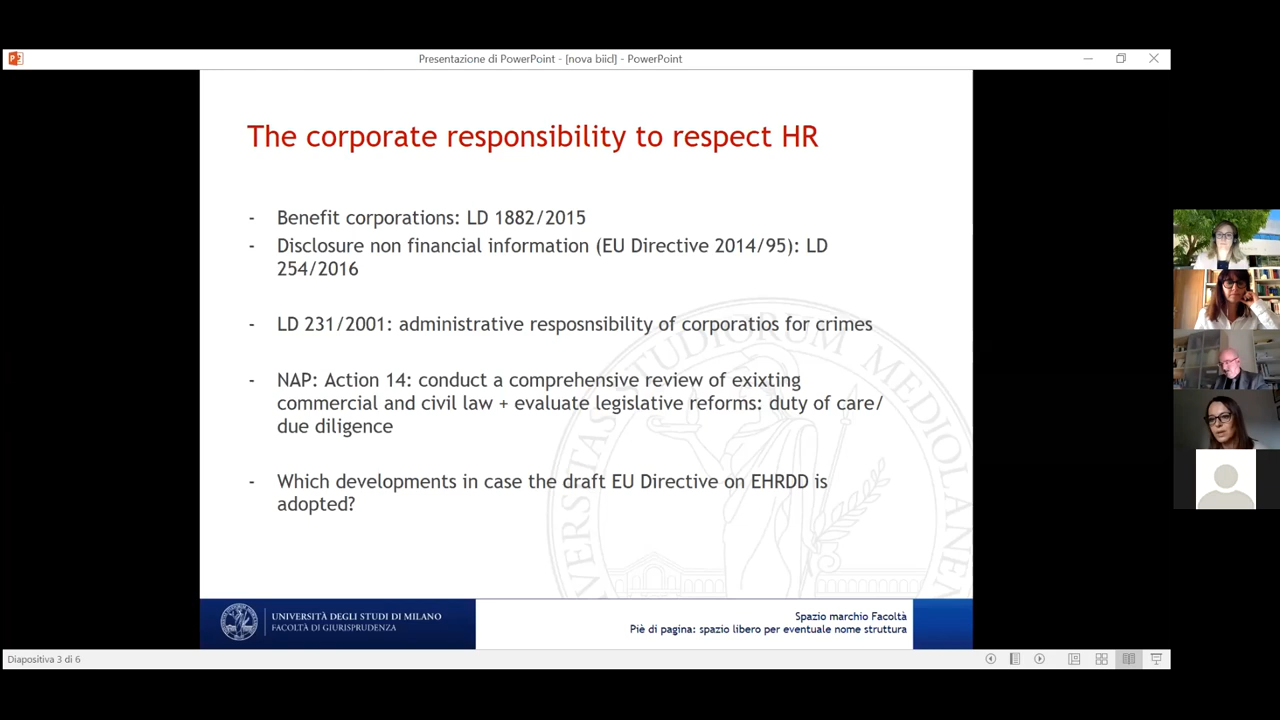 Presentazione di PowerPoint - [nova biicl] - PowerPoint
The corporate responsibility to respect HR
- Benefit corporations: LD 1882/2015
- Disclosure non financial information (EU Directive 2014/95): LD
254/2016
- LD 231/2001: administrative resposnsibility of corporatios for crimes
- NAP: Action 14: conduct a comprehensive review of exixting
commercial and civil law + evaluate legislative reforms: duty of care/
due diligence
- Which developments in case the draft EU Directive on EHRDD is
adopted?
UNIVERSITÀ DEGLI STUDI DI MILANO
FACOLTÀ DI GIURISPRUDENZA
Spazio marchio Facoltà
Piè di pagina: spazio libero per eventuale nome struttura
Diapositiva 3 di 6